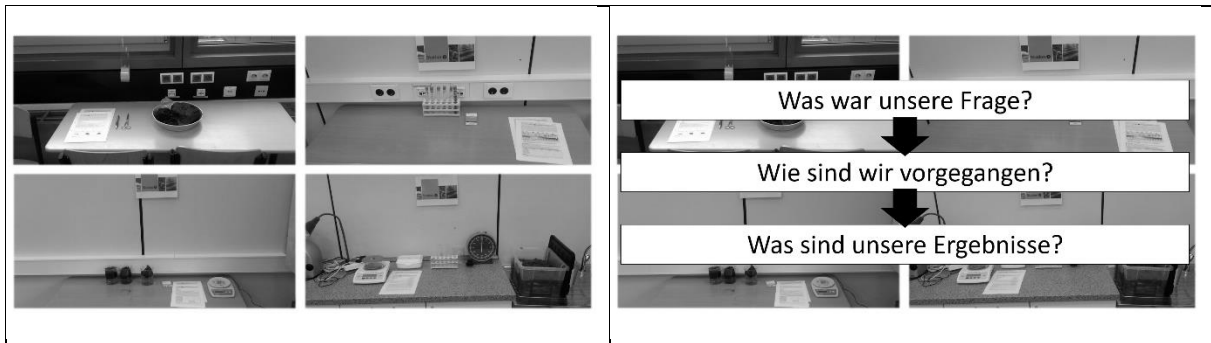 Was war unsere Frage?
Wie sind wir vorgegangen?
Was sind unsere Ergebnisse?